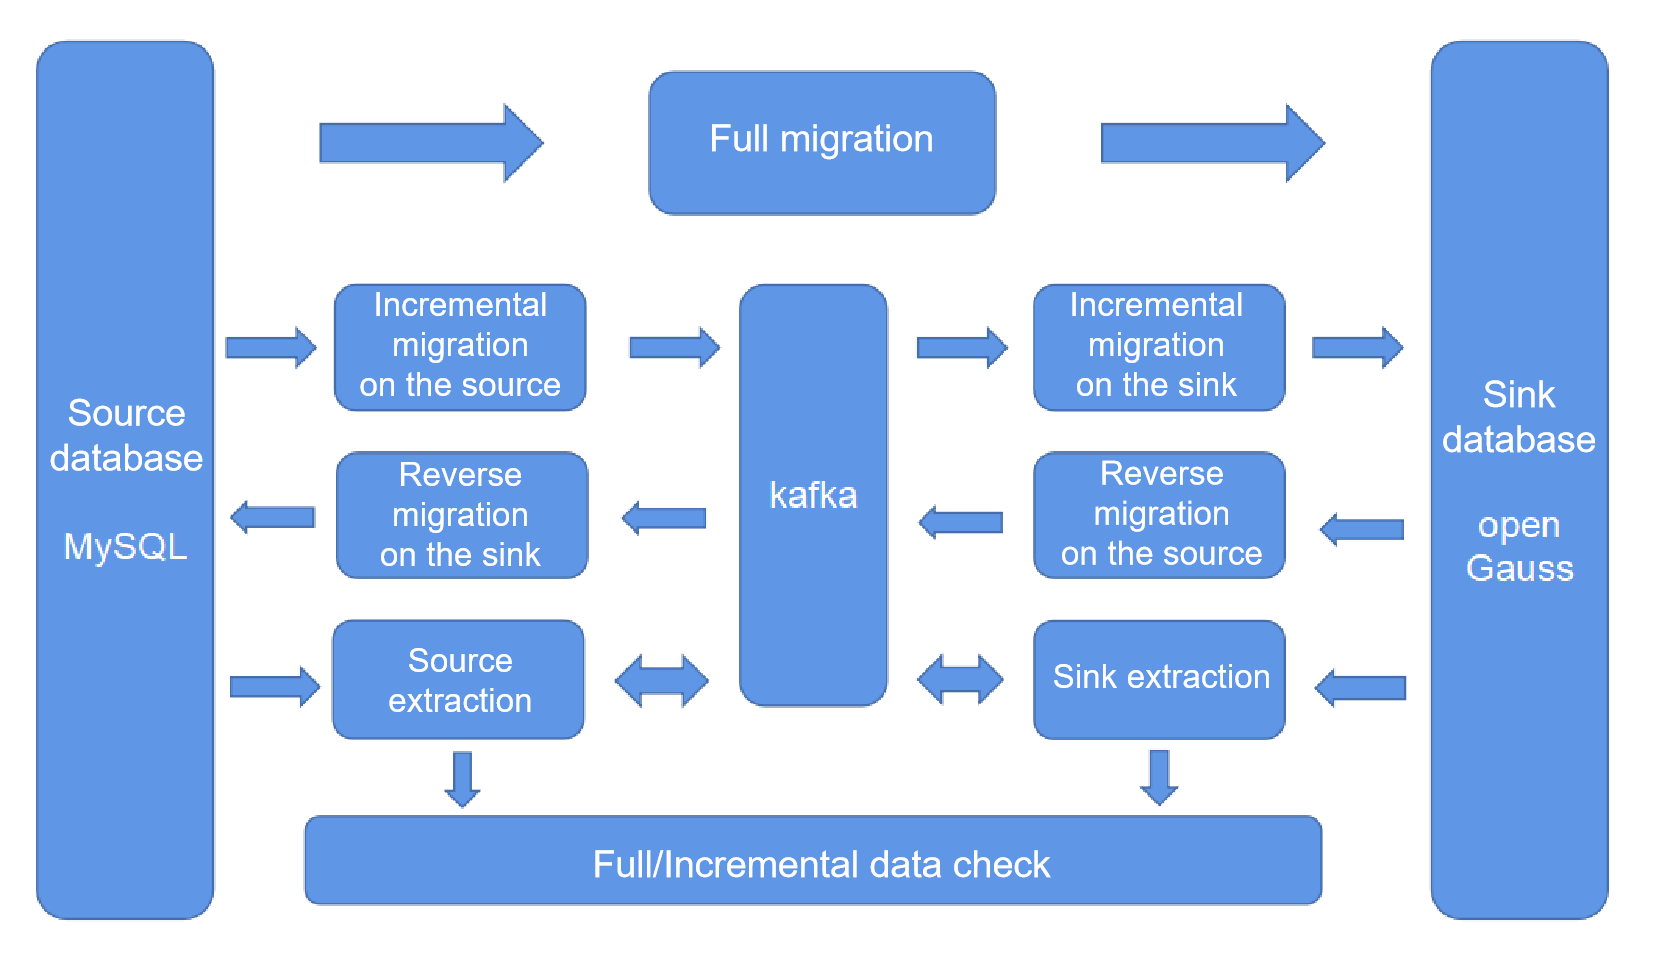 Full migration
Source
database
MySQL
Incremental
migration
on the source
Reverse
migration
on the sink
Source
extraction
kafka
Incremental
migration
on the sink
Reverse
migration
on the source
Sink extraction
Sink
database
open
Gauss
Full/Incremental data check